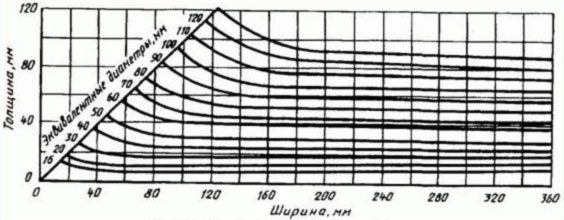 120
80
40
0
Толщина, мм
Эквивалентные диаметры, мм
16 20 30 40 50 60 70 80 90 100 110 120
0 40 80 120 160 200 240 280 320 360
Ширина, мм